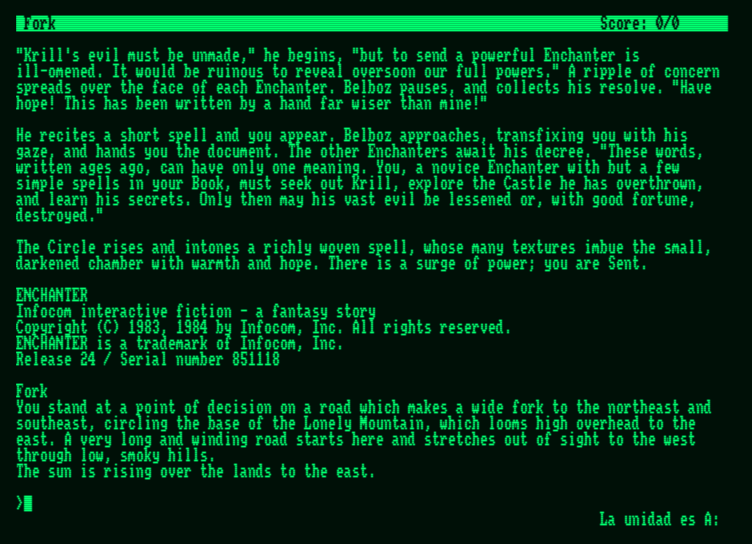 Fork Score: 0/0
"Krill's evil must be unmade," he begins, "but to send a powerful Enchanter is
ill-omened. It would be ruinous to reveal oversoon our full powers." A ripple of concern
spreads over the face of each Enchanter. Belboz pauses, and collects his resolve. "Have
hope! This has been written by a hand far wiser than mine!"
He recites a short spell and you appear. Belboz approaches, transfixing you with his
gaze, and hands you the document. The other Enchanters await his decree. "These words,
written ages ago, can have only one meaning. You, a novice Enchanter with but a few
simple spells in your Book, must seek out Krill, explore the Castle he has overthrown,
and learn his secrets. Only then may his vast evil be lessened or, with good fortune,
destroyed."
The Circle rises and intones a richly woven spell, whose many textures imbue the small,
darkened chamber with warmth and hope. There is a surge of power; you are Sent.
ENCHANTER
Infocom interactive fiction - a fantasy story
Copyright (C) 1983, 1984 by Infocom, Inc. All rights reserved.
ENCHANTER is a trademark of Infocom, Inc.
Release 24 / Serial number 851118
Fork
You stand at a point of decision on a road which makes a wide fork to the northeast and
southeast, circling the base of the Lonely Mountain, which looms high overhead to the
east. A very long and winding road starts here and stretches out of sight to the west
through low, smoky hills.
The sun is rising over the lands to the east.
>
La unidad es A: